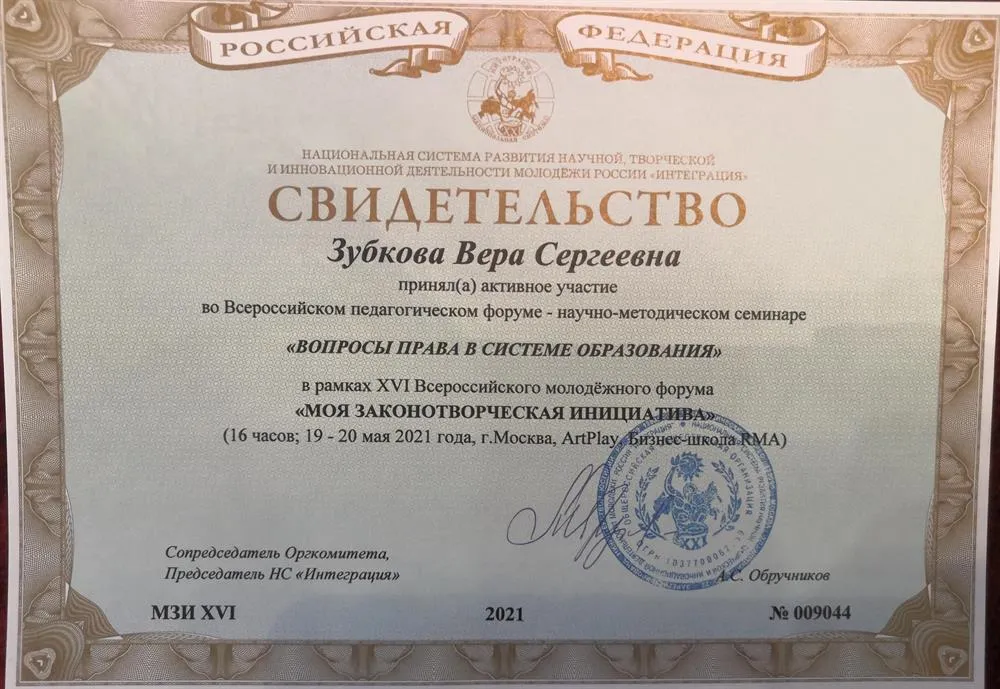 РОССИЙСКАЯ ФЕДЕРАЦИЯ
НАЦИОНАЛЬНАЯ СИСТЕМА РАЗВИТИЯ НАУЧНОЙ, ТВОРЧЕСКОЙ
И ИННОВАЦИОННОЙ ДЕЯТЕЛЬНОСТИ МОЛОДЁЖИ РОССИИ «ИНТЕГРАЦИЯ»
СВИДЕТЕЛЬСТВО
Зубкова Вера Сергеевна
принял(а) активное участие
во Всероссийском педагогическом форуме - научно-методическом семинаре
«ВОПРОСЫ ПРАВА В СИСТЕМЕ ОБРАЗОВАНИЯ»
в рамках XVI Всероссийского молодёжного форума
«МОЯ ЗАКОНОТВОРЧЕСКАЯ ИНИЦИАТИВА»
(16 часов; 19 - 20 мая 2021 года, г.Москва, ArtPlay, Бизнес-школа RMA)
ОБЩЕРОССИЙСКАЯ ОРГАНИЗАЦИЯ
XXI
Сопредседатель Оргкомитета,
Председатель НС «Интеграция» А.С. Обручников
МЗИ XVI 2021 № 009044